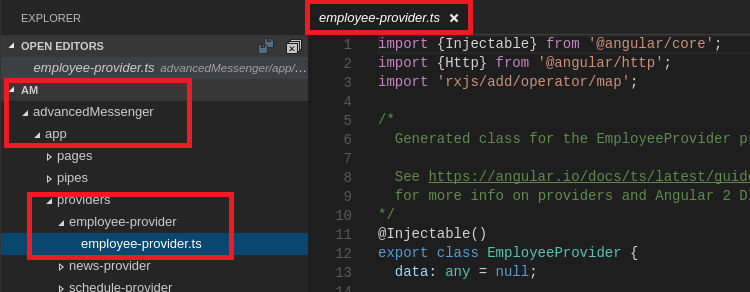 EXPLORER
OPEN EDITORS
employee-provider.ts advancedMessenger/app/...
AM
advancedMessenger
app
pages
pipes
providers
employee-provider
employee-provider.ts
news-provider
schedule-provider
employee-provider.ts ×
1 import {Injectable} from '@angular/core';
2 import {Http} from '@angular/http';
3 import 'rxjs/add/operator/map';
4
5 /*
6 Generated class for the EmployeeProvider p
7
8 See https://angular.io/docs/ts/latest/guid
9 for more info on providers and Angular 2 D
10 */
11 @Injectable()
12 export class EmployeeProvider {
13 data: any = null;
14